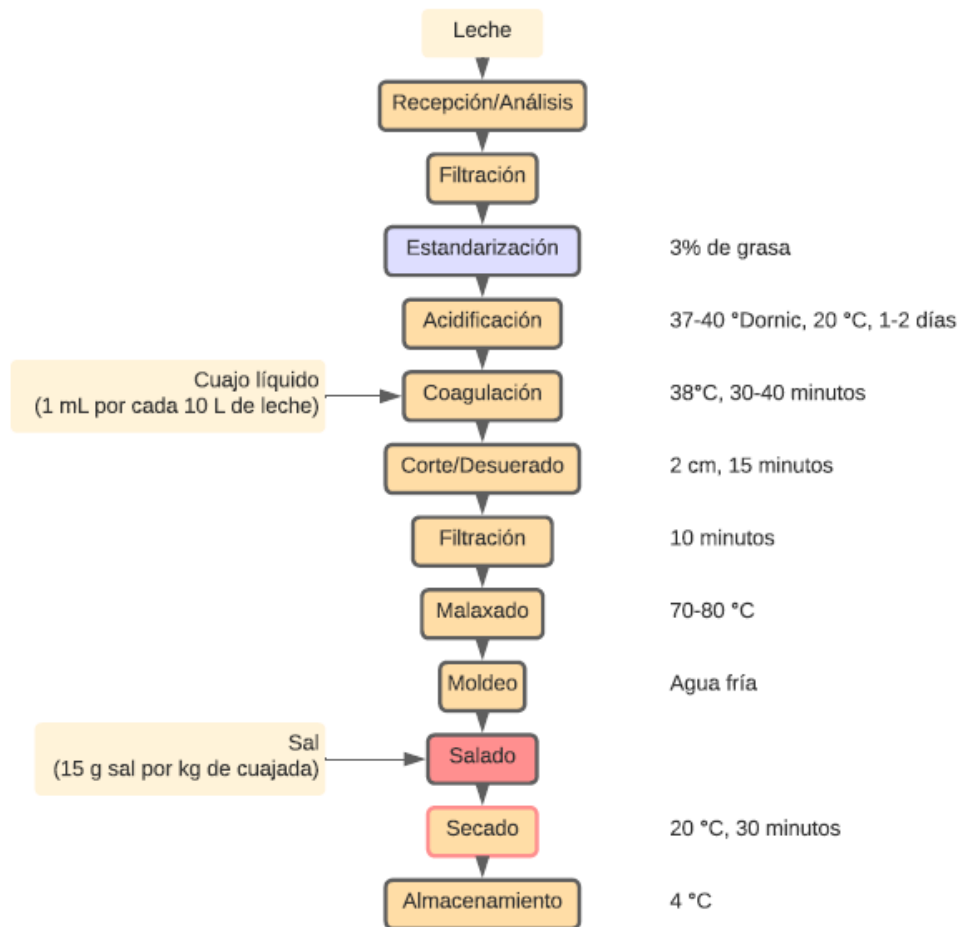 Leche
Recepción/Análisis
Filtración
Estandarización
3% de grasa
Acidificación
37-40 °Dornic, 20 °C, 1-2 días
Cuajo líquido
(1 mL por cada 10 L de leche)
Coagulación
38°C, 30-40 minutos
Corte/Desuerado
2 cm, 15 minutos
Filtración
10 minutos
Malaxado
70-80 °C
Moldeo
Agua fría
Sal
(15 g sal por kg de cuajada)
Salado
Secado
20 °C, 30 minutos
Almacenamiento
4 °C